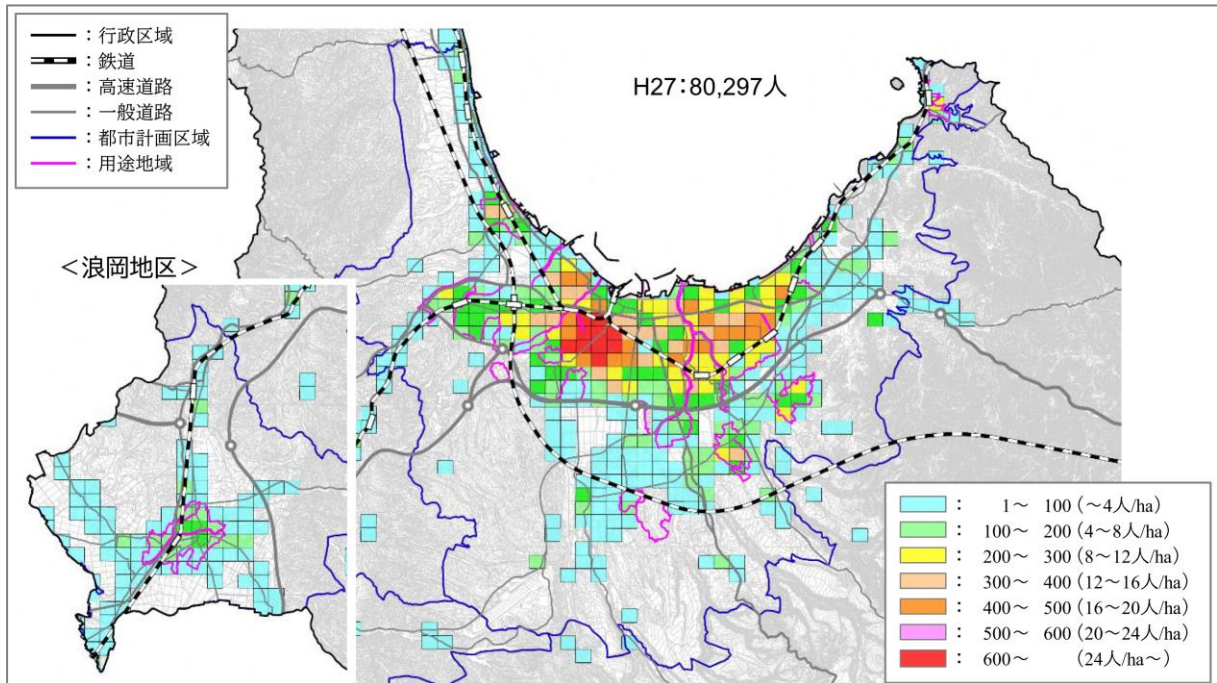 ：行政区域
：鉄道
：高速道路
：一般道路
：都市計画区域
：用途地域
H27：80,297人
＜浪岡地区＞
： 1～ 100（～4人/ha）
： 100～ 200（4～8人/ha）
： 200～ 300（8～12人/ha）
： 300～ 400（12～16人/ha）
： 400～ 500（16～20人/ha）
： 500～ 600（20～24人/ha）
： 600～ （24人/ha～）